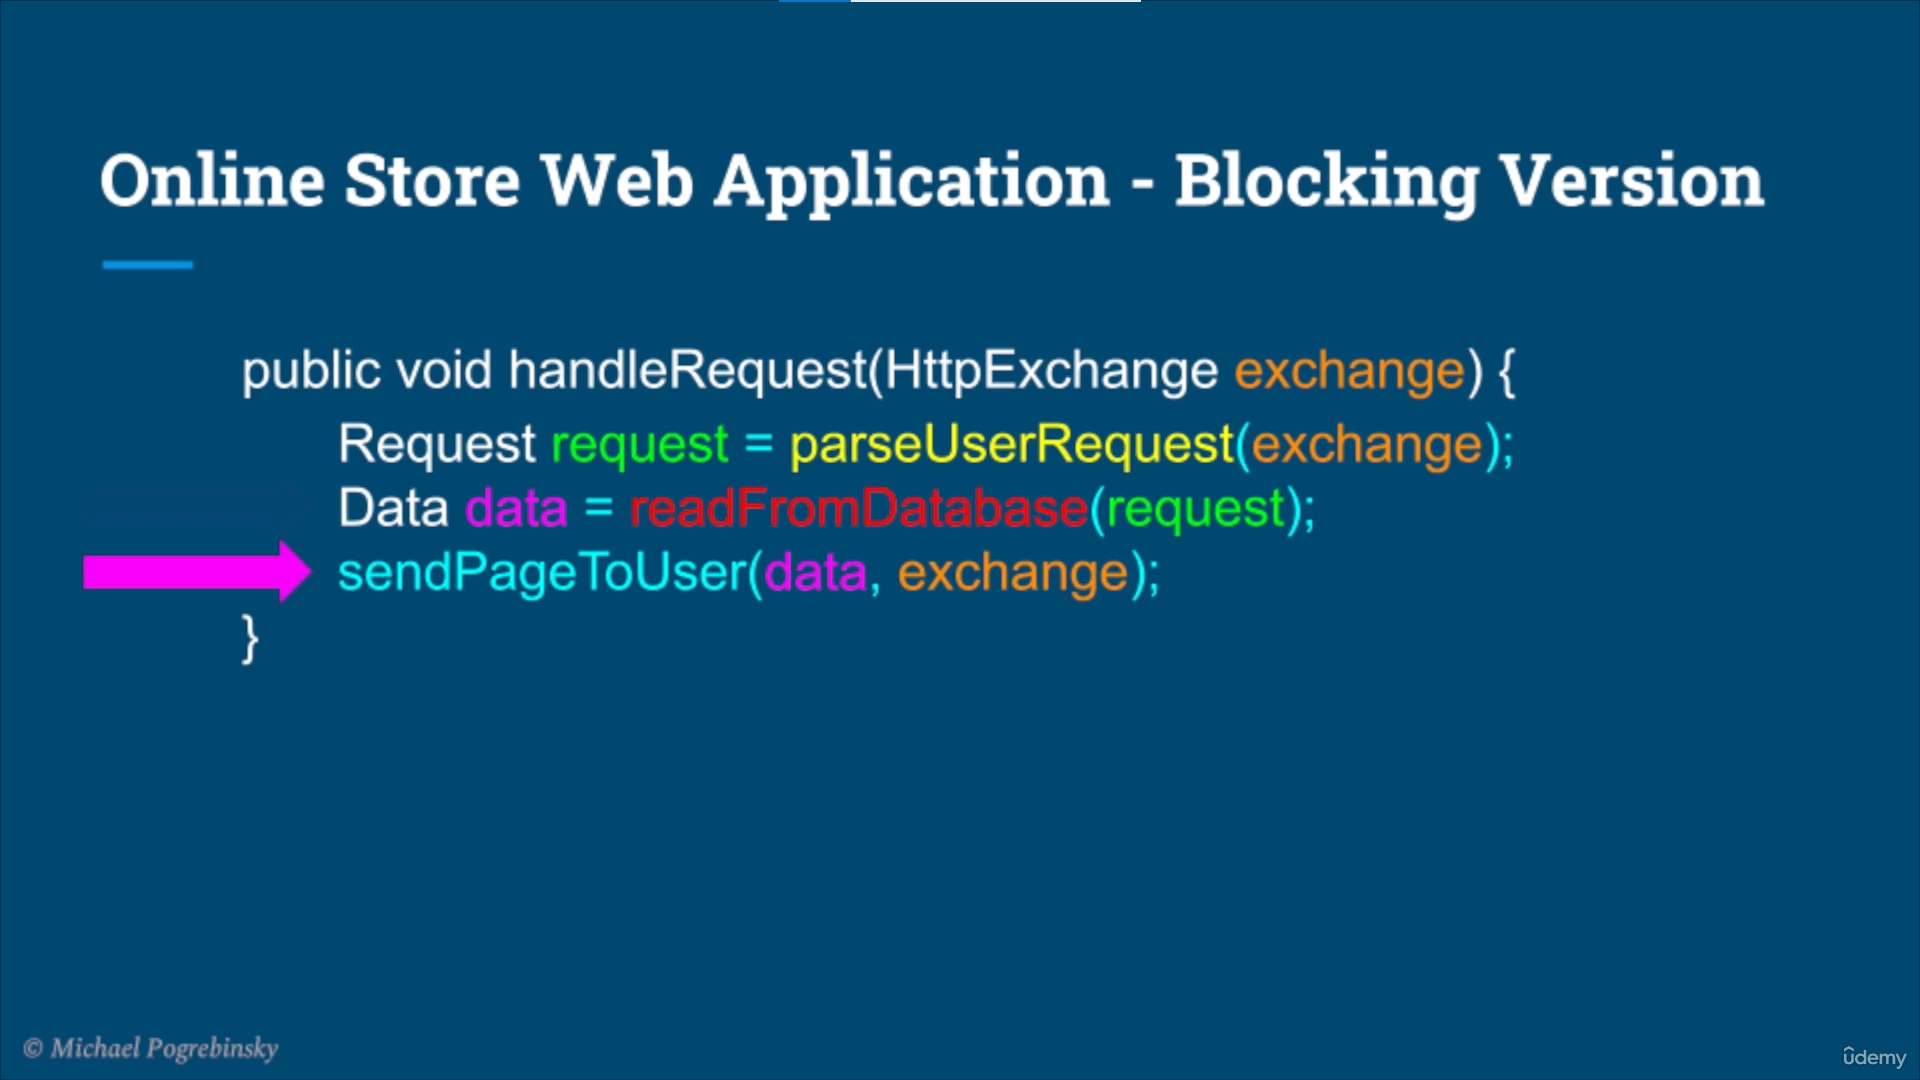 Online Store Web Application - Blocking Version
public void handleRequest(HttpExchange exchange) {
Request request = parseUserRequest(exchange);
Data data = readFromDatabase(request);
sendPageToUser(data, exchange);
}
© Michael Pogrebinsky
ûdemy